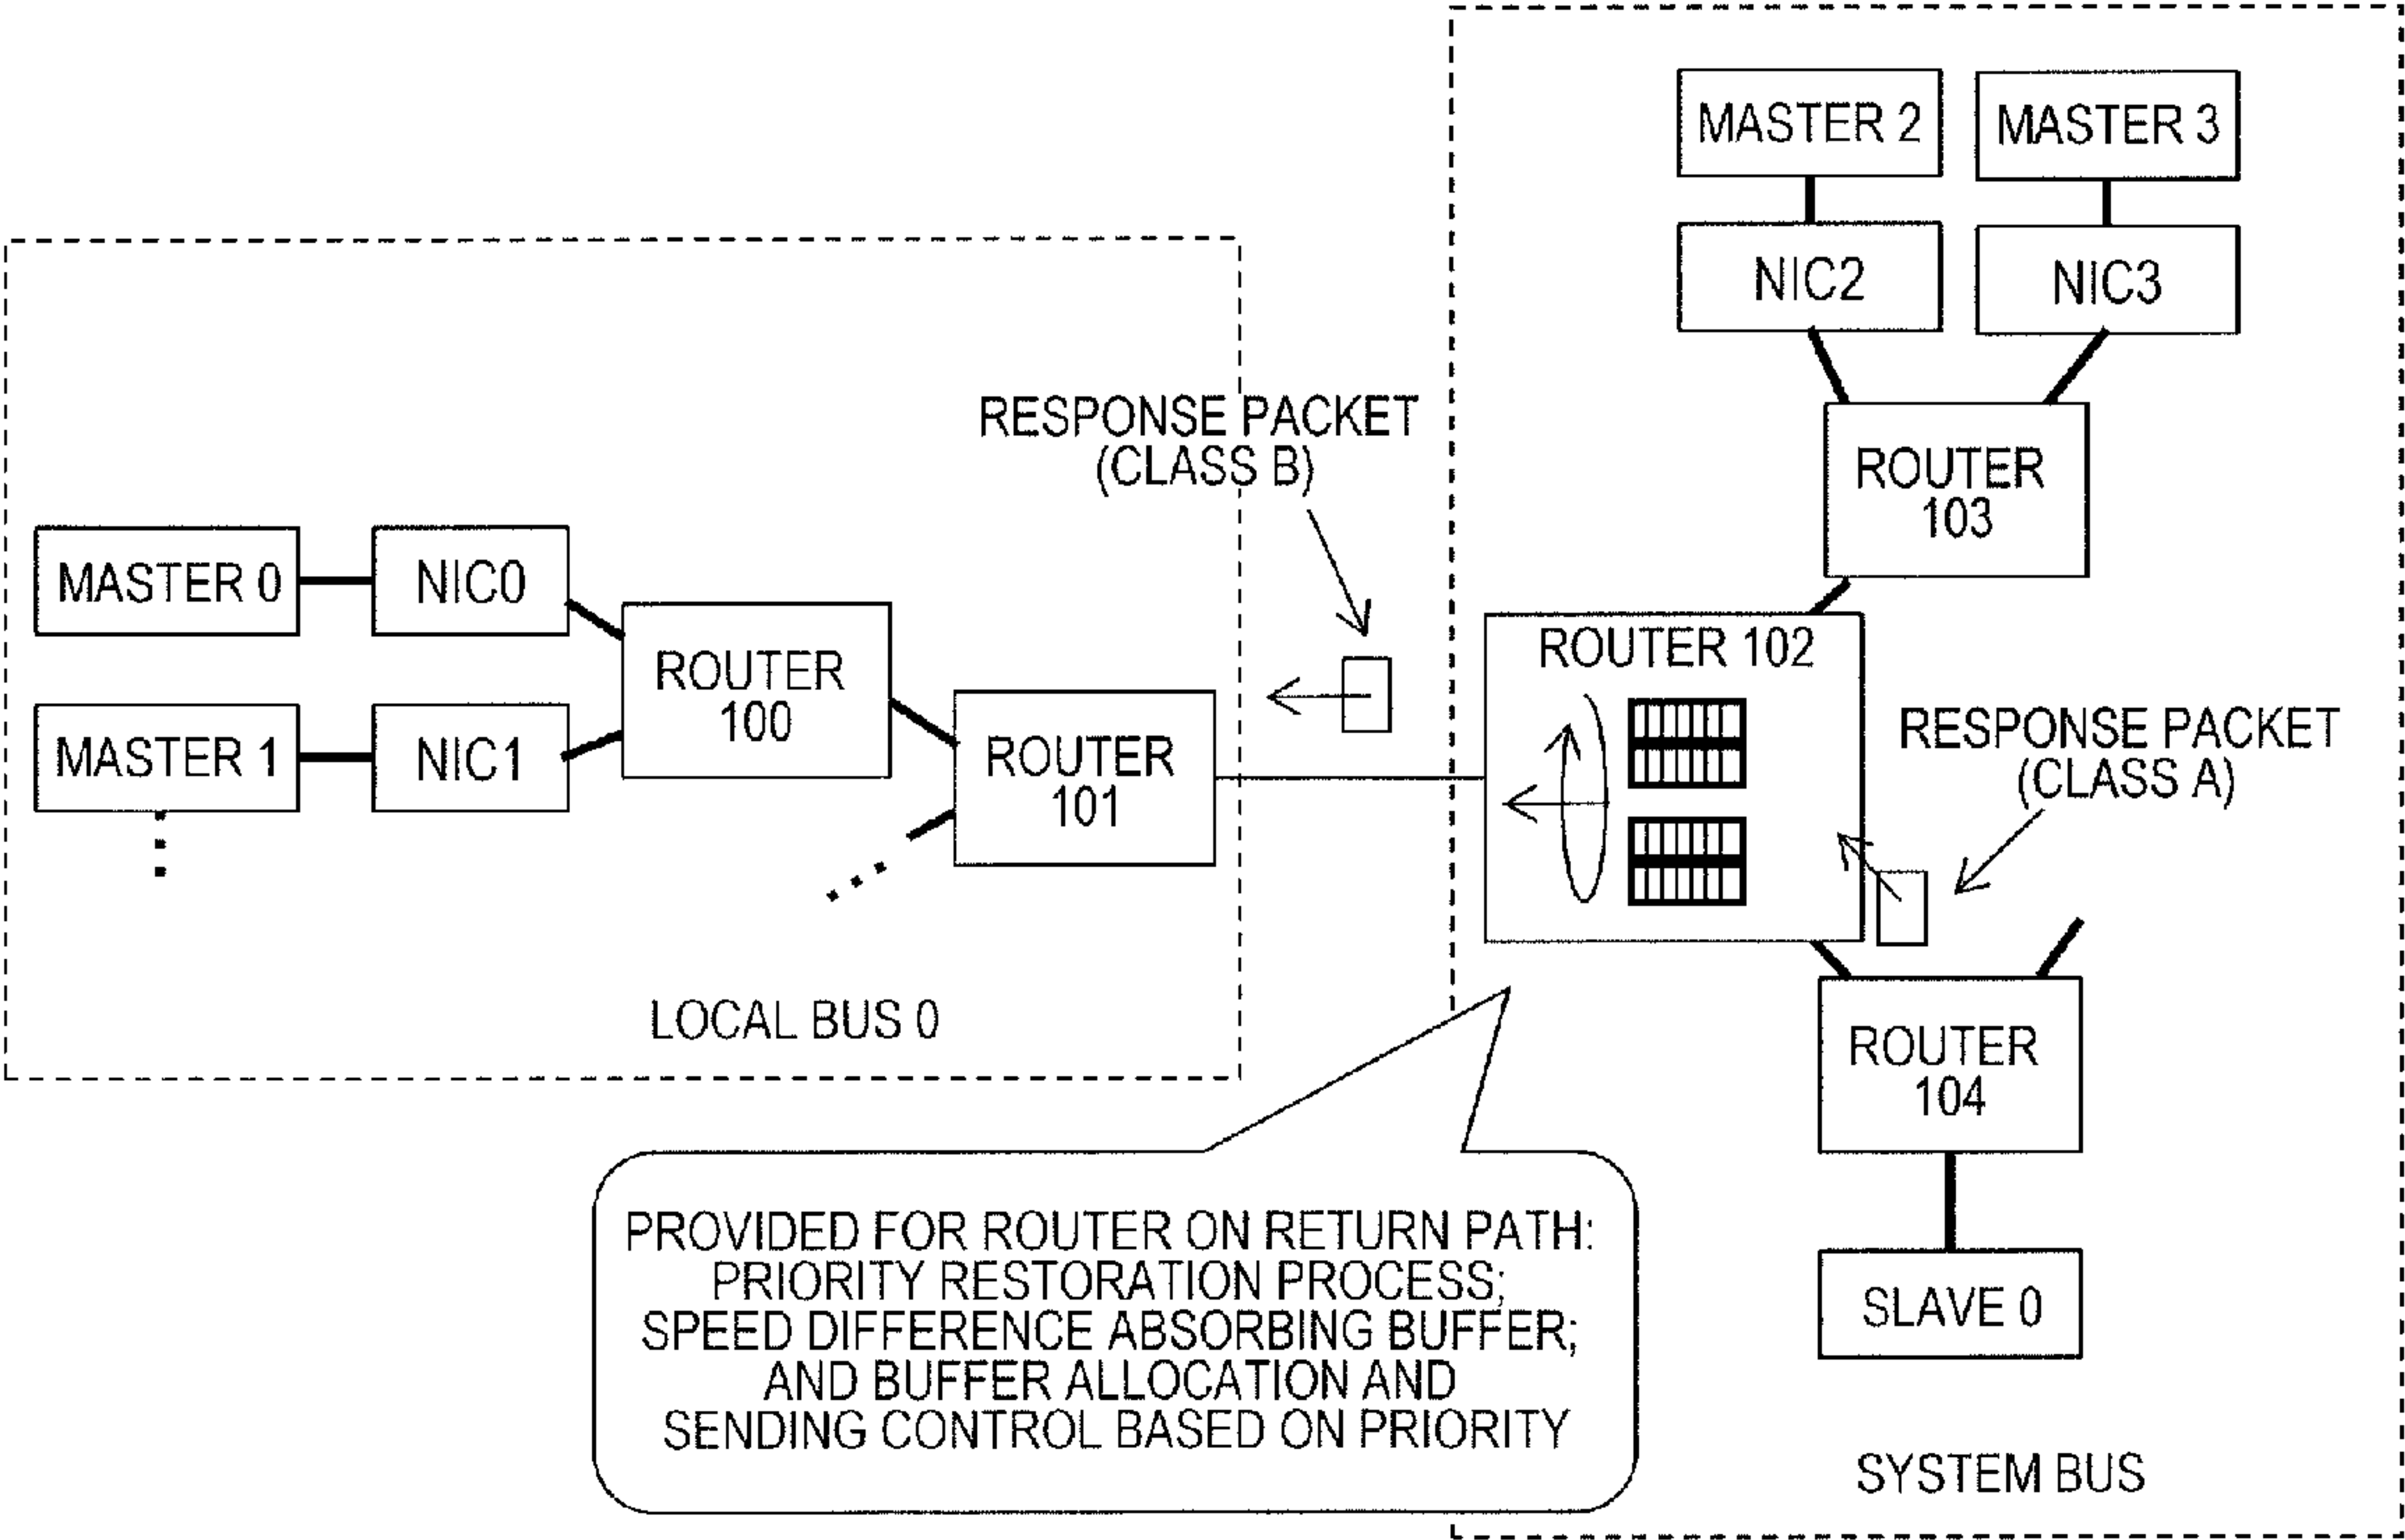 MASTER 2
MASTER 3
NIC2
NIC3
RESPONSE PACKET
(CLASS B)
ROUTER
103
MASTER 0
NIC0
ROUTER
100
MASTER 1
NIC1
ROUTER
101
ROUTER 102
RESPONSE PACKET
(CLASS A)
LOCAL BUS 0
ROUTER
104
SLAVE 0
PROVIDED FOR ROUTER ON RETURN PATH:
PRIORITY RESTORATION PROCESS;
SPEED DIFFERENCE ABSORBING BUFFER;
AND BUFFER ALLOCATION AND
SENDING CONTROL BASED ON PRIORITY
SYSTEM BUS